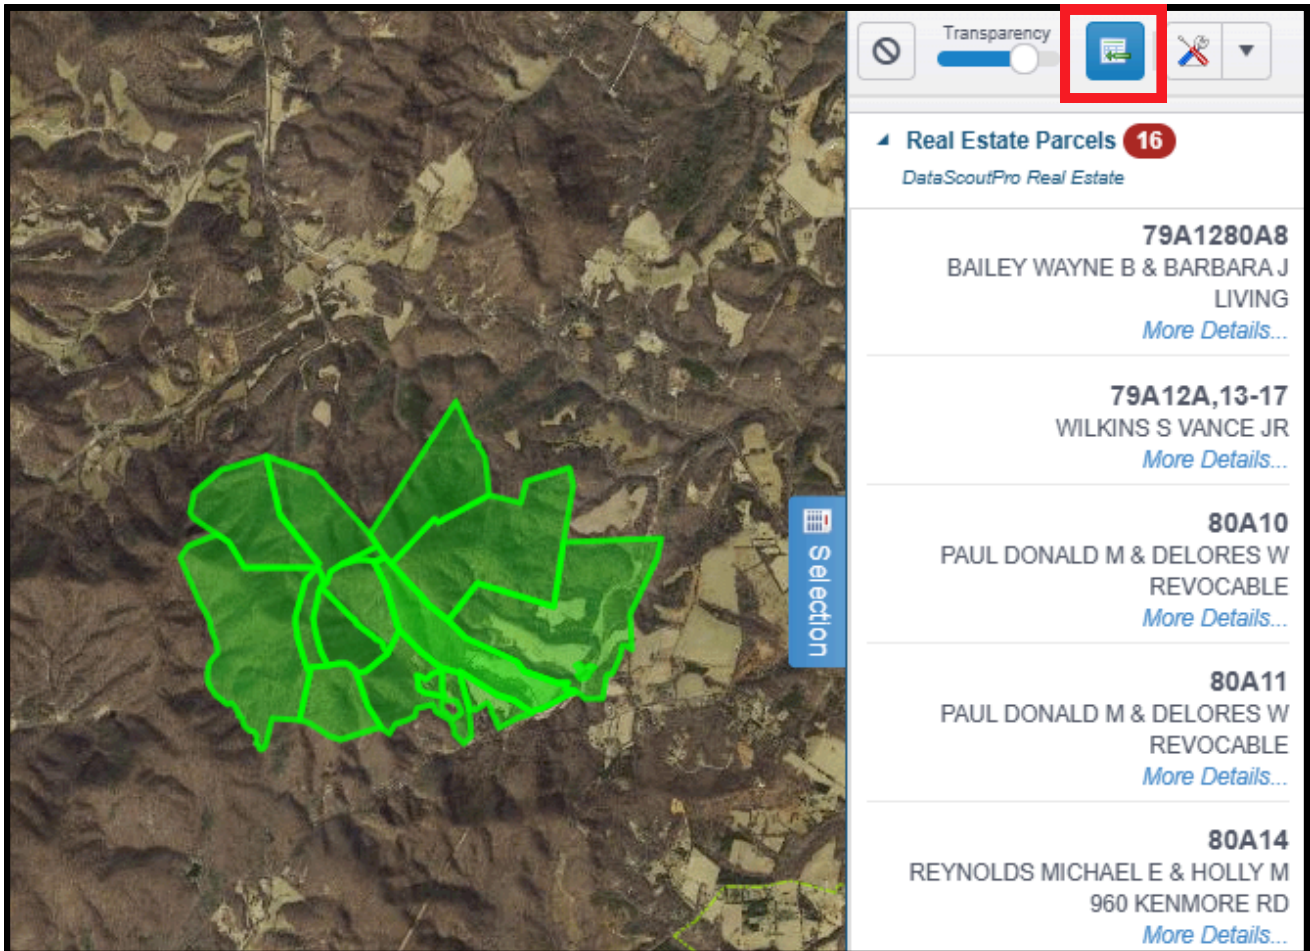 Transparency
Real Estate Parcels 16
DataScoutPro Real Estate
79A1280A8
BAILEY WAYNE B & BARBARA J
LIVING
More Details...
79A12A,13-17
WILKINS S VANCE JR
More Details...
80A10
PAUL DONALD M & DELORES W
REVOCABLE
More Details...
80A11
PAUL DONALD M & DELORES W
REVOCABLE
More Details...
80A14
REYNOLDS MICHAEL E & HOLLY M
960 KENMORE RD
More Details...
Selection